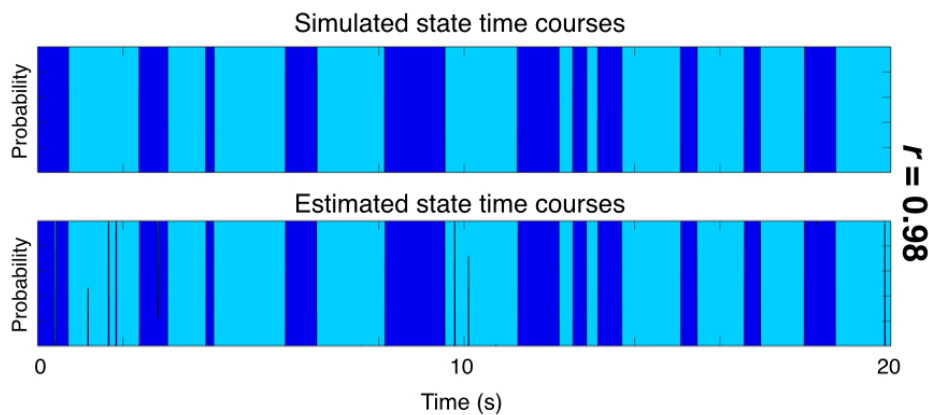 Simulated state time courses
Probability
Estimated state time courses
Probability
r = 0.98
0 10 20
Time (s)